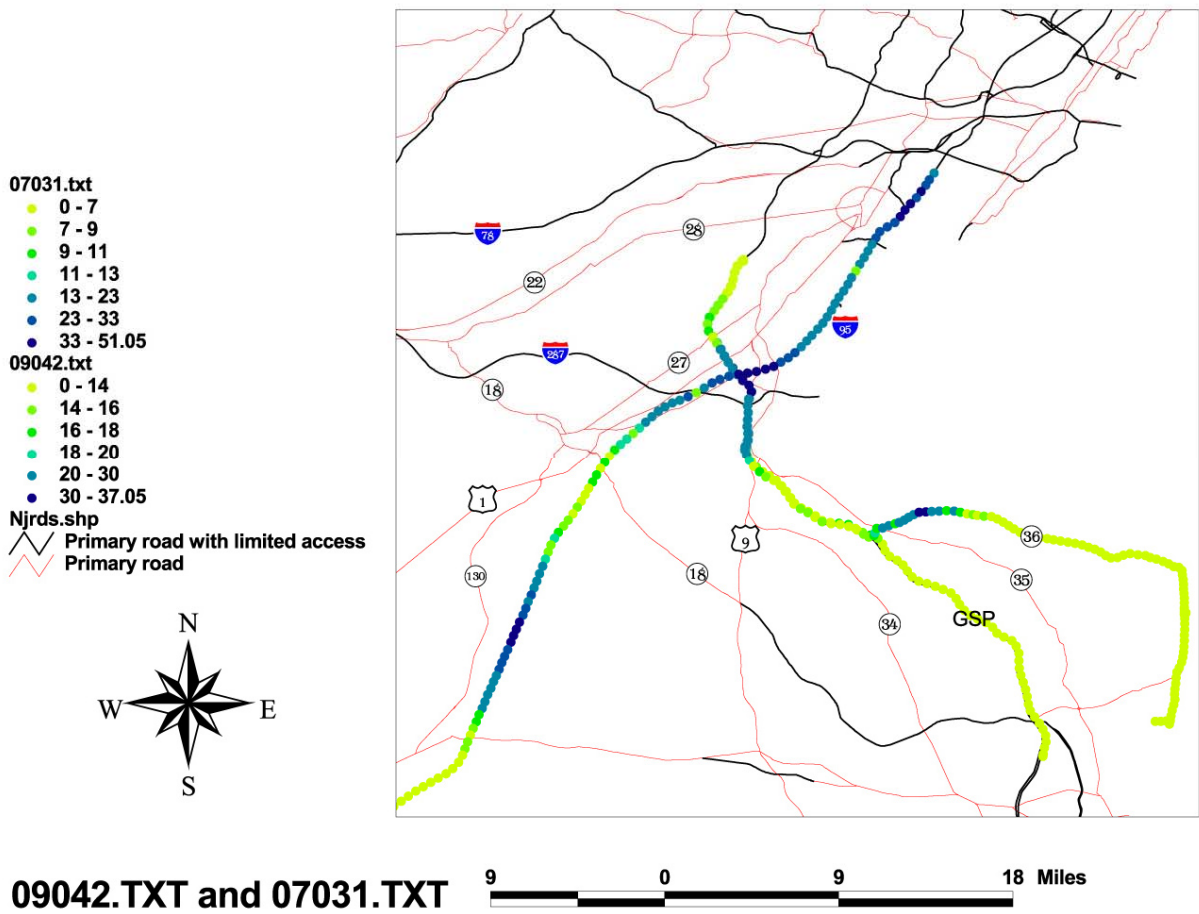 07031.txt
0 - 7
7 - 9
9 - 11
11 - 13
13 - 23
23 - 33
33 - 51.05
09042.txt
0 - 14
14 - 16
16 - 18
18 - 20
20 - 30
30 - 37.05
Njrds.shp
Primary road with limited access
Primary road
N
W E
S
78
28
22
95
287
27
18
1
9
36
130
18
35
34
GSP
09042.TXT and 07031.TXT
9 0 9 18 Miles